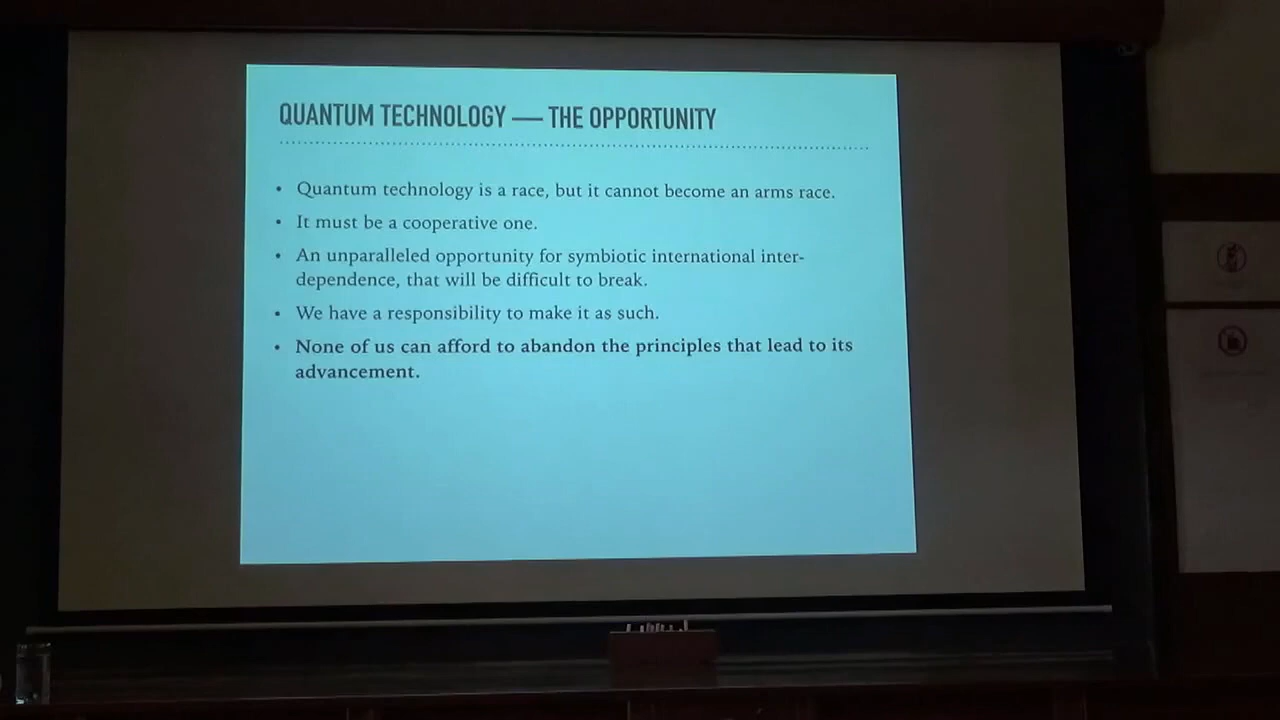 QUANTUM TECHNOLOGY — THE OPPORTUNITY
• Quantum technology is a race, but it cannot become an arms race.
• It must be a cooperative one.
• An unparalleled opportunity for symbiotic international inter-
dependence, that will be difficult to break.
• We have a responsibility to make it as such.
• None of us can afford to abandon the principles that lead to its
advancement.